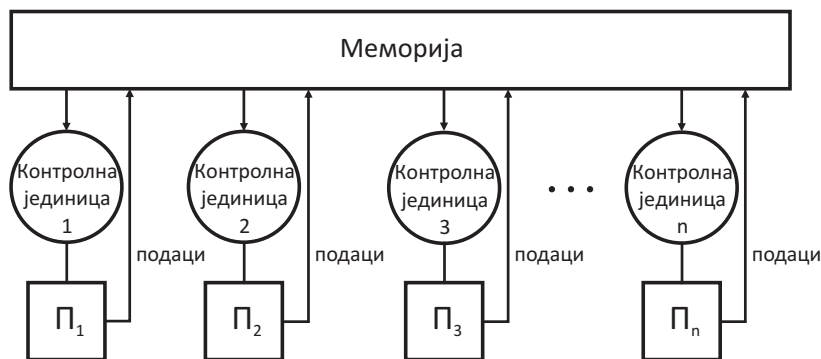 Меморија
Контролна
јединица
1
Контролна
јединица
2
Контролна
јединица
3
. . .
Контролна
јединица
n
подаци
подаци
подаци
подаци
П1
П2
П3
Пn